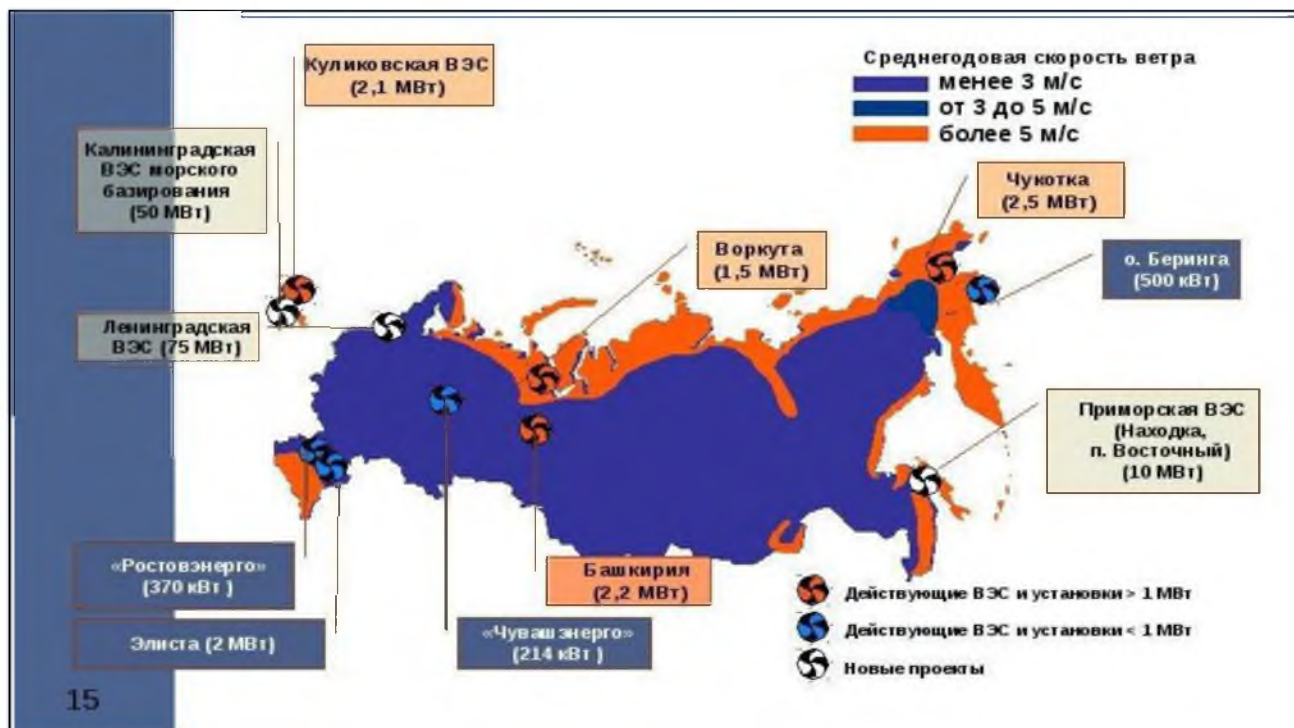 Куликовская ВЭС
(2,1 МВт)
Среднегодовая скорость ветра
менее 3 м/с
от 3 до 5 м/с
более 5 м/с
Калининградская
ВЭС морского
базирования
(50 МВт)
Чукотка
(2,5 МВт)
Воркута
(1,5 МВт)
о. Беринга
(500 кВт)
Ленинградская
ВЭС (75 МВт)
Приморская ВЭС
(Находка,
п. Восточный)
(10 МВт)
«Ростовэнерго»
(370 кВт )
Башкирия
(2,2 МВт)
Элиста (2 МВт)
«Чувашэнерго»
(214 кВт )
Действующие ВЭС и установки > 1 МВт
Действующие ВЭС и установки < 1 МВт
Новые проекты
15